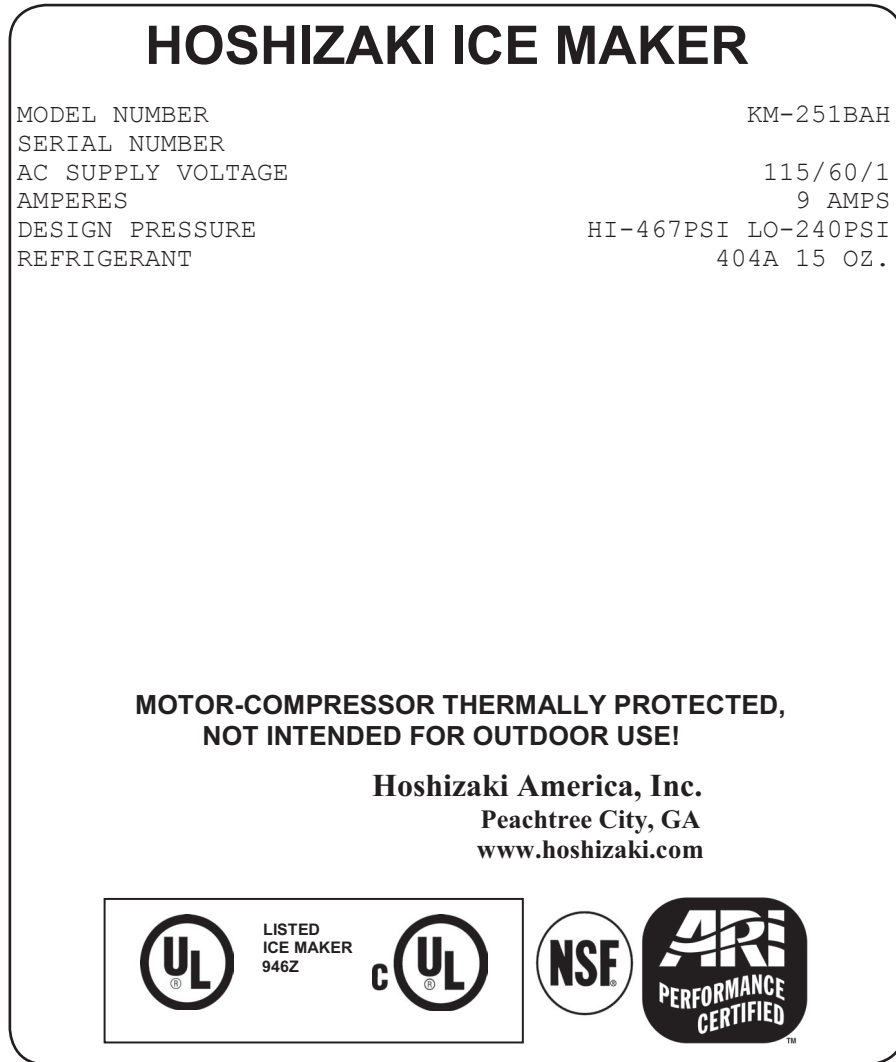 HOSHIZAKI ICE MAKER
MODEL NUMBER KM-251BAH
SERIAL NUMBER
AC SUPPLY VOLTAGE 115/60/1
AMPERES 9 AMPS
DESIGN PRESSURE HI-467PSI LO-240PSI
REFRIGERANT 404A 15 OZ.
MOTOR-COMPRESSOR THERMALLY PROTECTED,
NOT INTENDED FOR OUTDOOR USE!
Hoshizaki America, Inc.
Peachtree City, GA
www.hoshizaki.com
UL ®
LISTED
ICE MAKER
946Z
C UL ®
NSF®
ARI
PERFORMANCE
CERTIFIED
TM